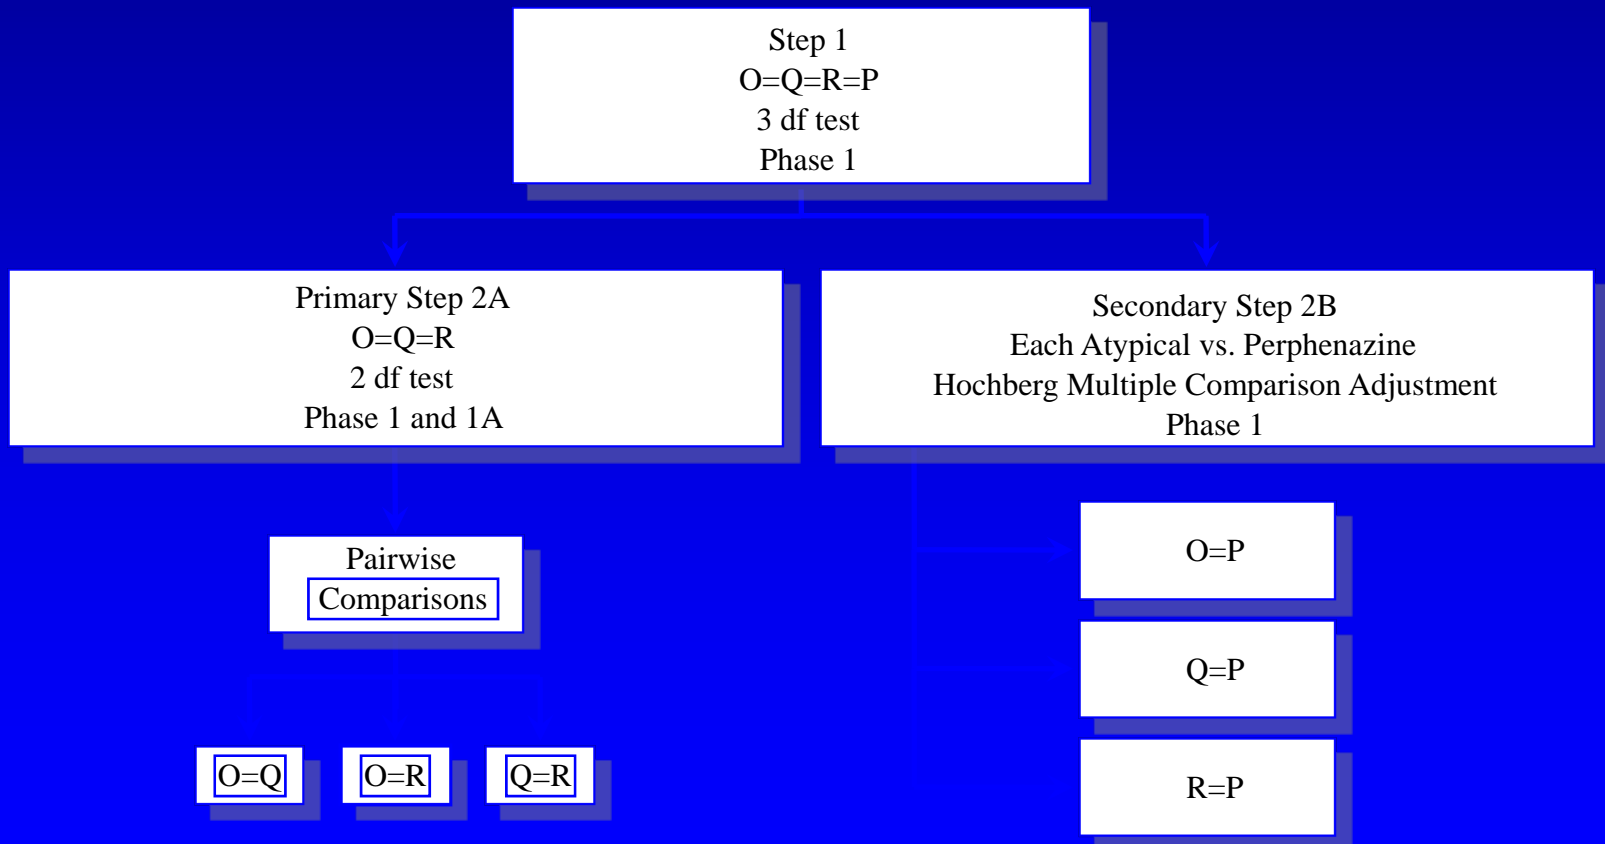 Step 1
O=Q=R=P
3 df test
Phase 1
Primary Step 2A
O=Q=R
2 df test
Phase 1 and 1A
Secondary Step 2B
Each Atypical vs. Perphenazine
Hochberg Multiple Comparison Adjustment
Phase 1
Pairwise
Comparisons
O=Q
O=R
Q=R
O=P
Q=P
R=P